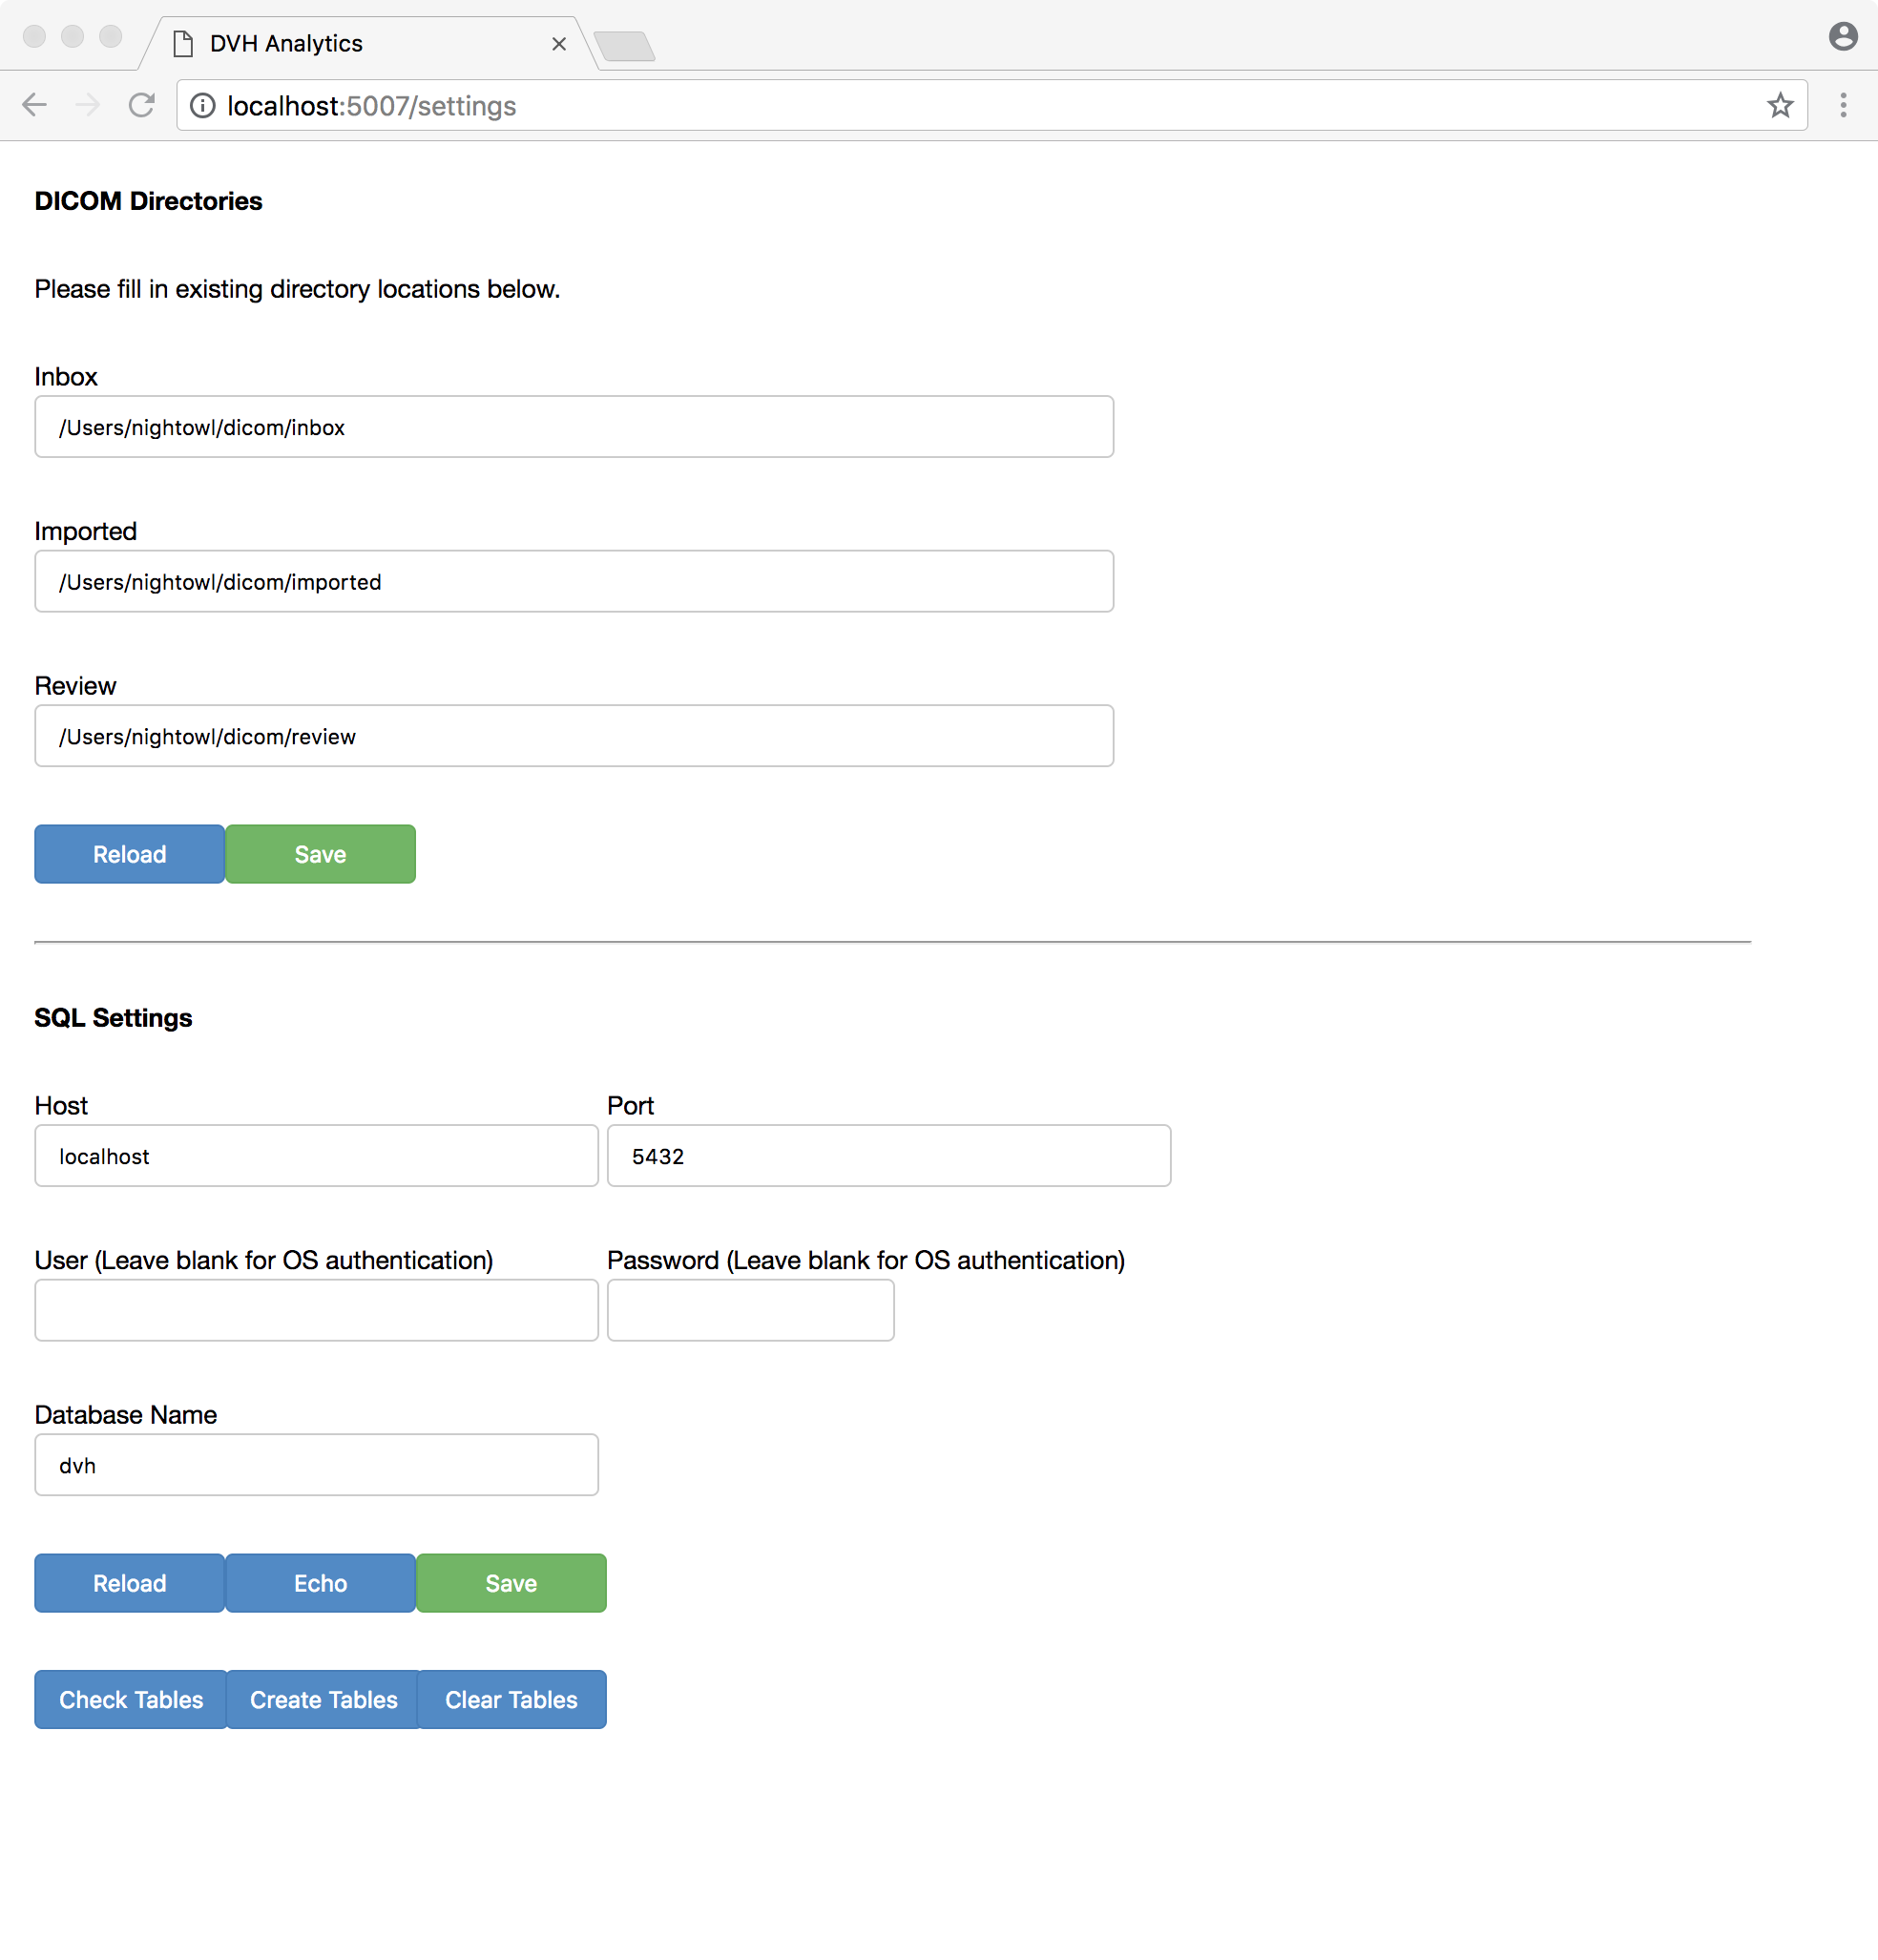 DVH Analytics
localhost:5007/settings
DICOM Directories
Please fill in existing directory locations below.
Inbox
/Users/nightowl/dicom/inbox
Imported
/Users/nightowl/dicom/imported
Review
/Users/nightowl/dicom/review
Reload Save
SQL Settings
Host Port
localhost 5432
User (Leave blank for OS authentication) Password (Leave blank for OS authentication)
Database Name
dvh
Reload Echo Save
Check Tables Create Tables Clear Tables